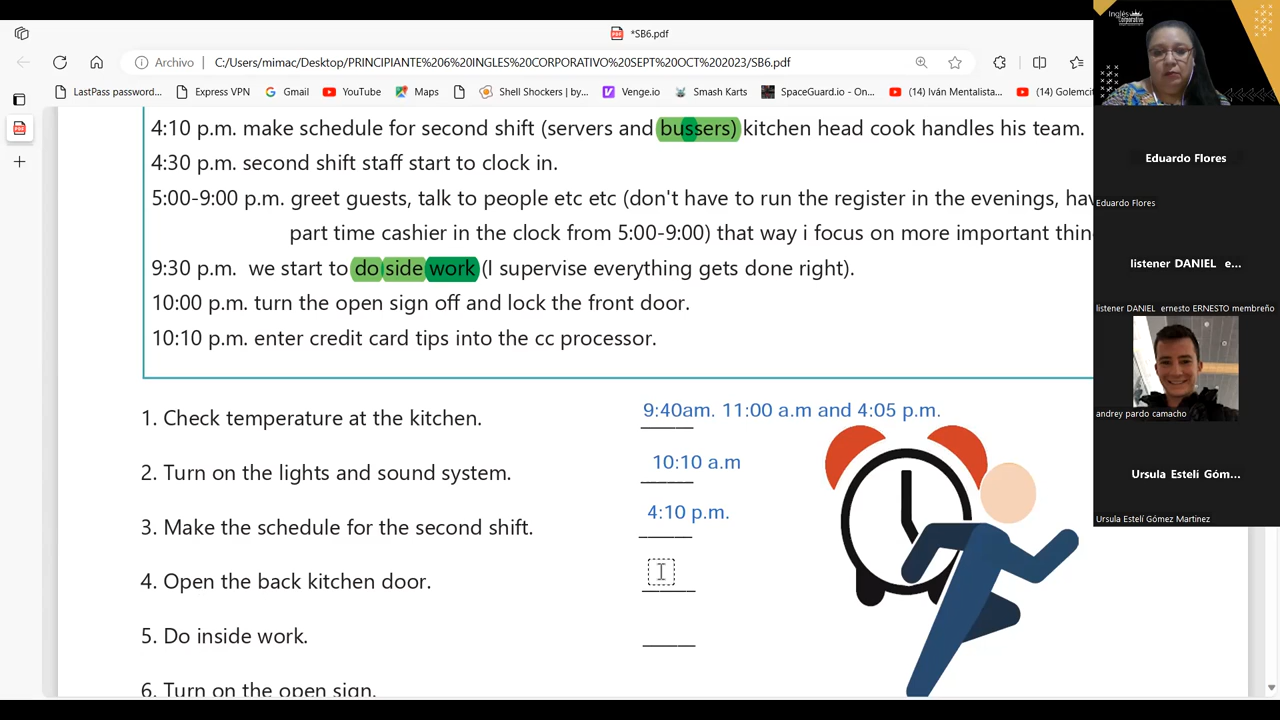 *SB6.pdf
Archivo
C:/Users/mimac/Desktop/PRINCIPIANTE%206%20INGLES%20CORPORATIVO%20SEPT%20OCT%202023/SB6.pdf
LastPass password...
Express VPN
Gmail
YouTube
Maps
Shell Shockers | by...
Venge.io
Smash Karts
SpaceGuard.io - On...
(14) Iván Mentalista...
(14) Golemcit
4:10 p.m. make schedule for second shift (servers and bussers) kitchen head cook handles his team.
4:30 p.m. second shift staff start to clock in.
5:00-9:00 p.m. greet guests, talk to people etc etc (don't have to run the register in the evenings, hav
part time cashier in the clock from 5:00-9:00) that way i focus on more important thin
9:30 p.m. we start to do side work (I supervise everything gets done right).
10:00 p.m. turn the open sign off and lock the front door.
10:10 p.m. enter credit card tips into the cc processor.
1. Check temperature at the kitchen. 9:40am. 11:00 a.m and 4:05 p.m.
2. Turn on the lights and sound system. 10:10 a.m
3. Make the schedule for the second shift. 4:10 p.m.
4. Open the back kitchen door.
5. Do inside work.
6. Turn on the open sign.
Inglés
Corporativo
Eduardo Flores
Eduardo Flores
listener DANIEL e...
listener DANIEL ernesto ERNESTO membreño
andrey pardo camacho
Ursula Estelí Góm...
Ursula Estelí Gómez Martinez